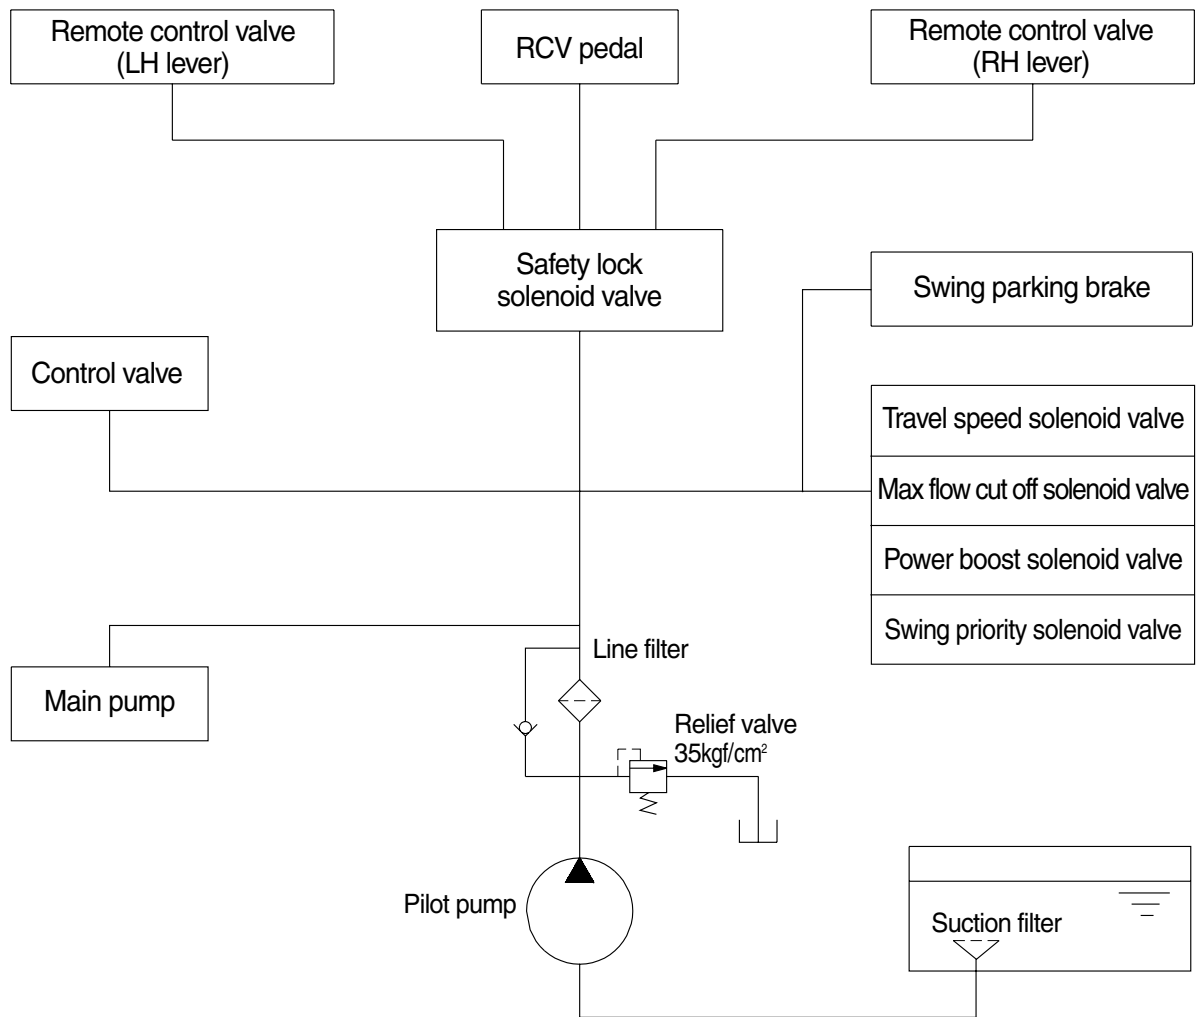 Remote control valve
(LH lever)
RCV pedal
Remote control valve
(RH lever)
Safety lock
solenoid valve
Swing parking brake
Control valve
Travel speed solenoid valve
Max flow cut off solenoid valve
Power boost solenoid valve
Swing priority solenoid valve
Line filter
Main pump
Relief valve
35kgf/cm²
Pilot pump
Suction filter